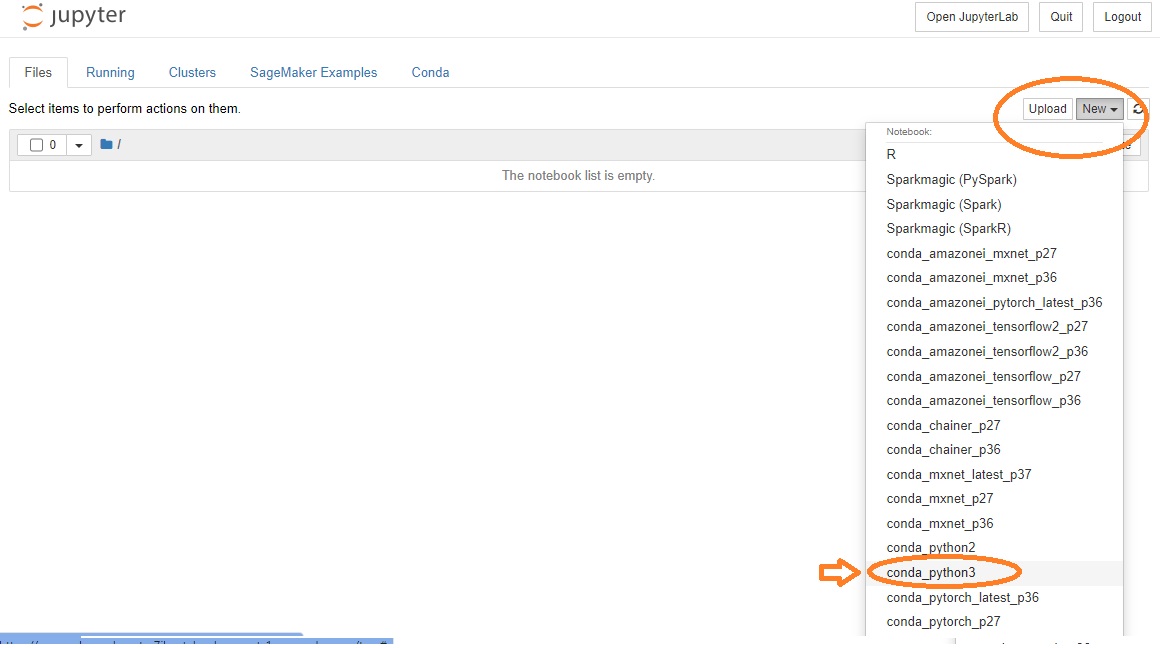 jupyter
Open JupyterLab Quit Logout
Files Running Clusters SageMaker Examples Conda
Select items to perform actions on them.
Upload New
0 /
The notebook list is empty.
Notebook:
R
Sparkmagic (PySpark)
Sparkmagic (Spark)
Sparkmagic (SparkR)
conda_amazonei_mxnet_p27
conda_amazonei_mxnet_p36
conda_amazonei_pytorch_latest_p36
conda_amazonei_tensorflow2_p27
conda_amazonei_tensorflow2_p36
conda_amazonei_tensorflow_p27
conda_amazonei_tensorflow_p36
conda_chainer_p27
conda_chainer_p36
conda_mxnet_latest_p37
conda_mxnet_p27
conda_mxnet_p36
conda_python2
conda_python3
conda_pytorch_latest_p36
conda_pytorch_p27